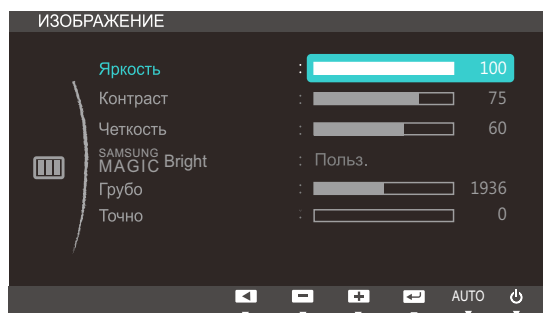 ИЗОБРАЖЕНИЕ
Яркость : 100
Контраст : 75
Четкость : 60
SAMSUNG
MAGIC Bright : Польз.
Грубо : 1936
Точно : 0
AUTO